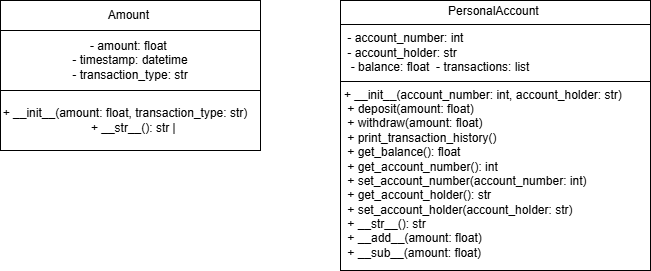 Amount
- amount: float
- timestamp: datetime
- transaction_type: str
+ __init__(amount: float, transaction_type: str)
+ __str__(): str |
PersonalAccount
- account_number: int
- account_holder: str
- balance: float - transactions: list
+ __init__(account_number: int, account_holder: str)
+ deposit(amount: float)
+ withdraw(amount: float)
+ print_transaction_history()
+ get_balance(): float
+ get_account_number(): int
+ set_account_number(account_number: int)
+ get_account_holder(): str
+ set_account_holder(account_holder: str)
+ __str__(): str
+ __add__(amount: float)
+ __sub__(amount: float)